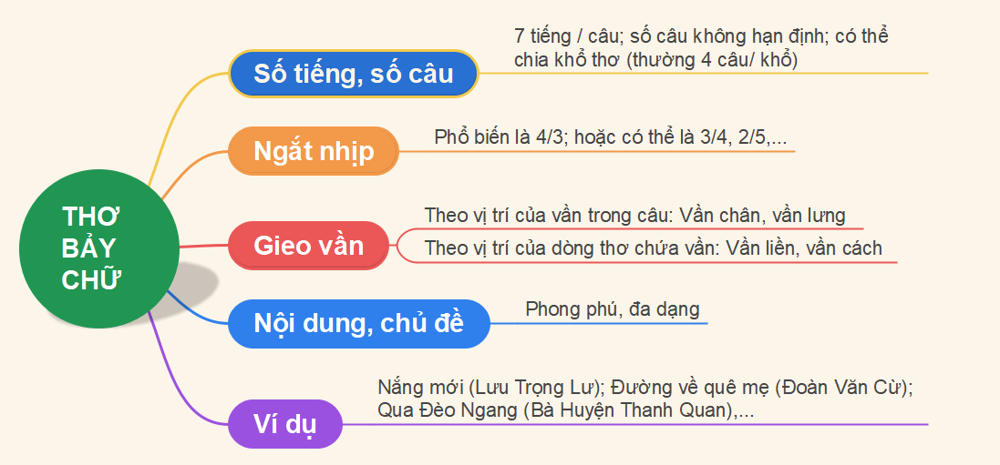 THƠ
BẢY
CHỮ
Số tiếng, số câu
7 tiếng / câu; số câu không hạn định; có thể
chia khổ thơ (thường 4 câu/ khổ)
Ngắt nhịp
Phổ biến là 4/3; hoặc có thể là 3/4, 2/5,...
Gieo vần
Theo vị trí của vần trong câu: Vần chân, vần lưng
Theo vị trí của dòng thơ chứa vần: Vần liền, vần cách
Nội dung, chủ đề
Phong phú, đa dạng
Ví dụ
Nắng mới (Lưu Trọng Lư); Đường về quê mẹ (Đoàn Văn Cừ);
Qua Đèo Ngang (Bà Huyện Thanh Quan),...